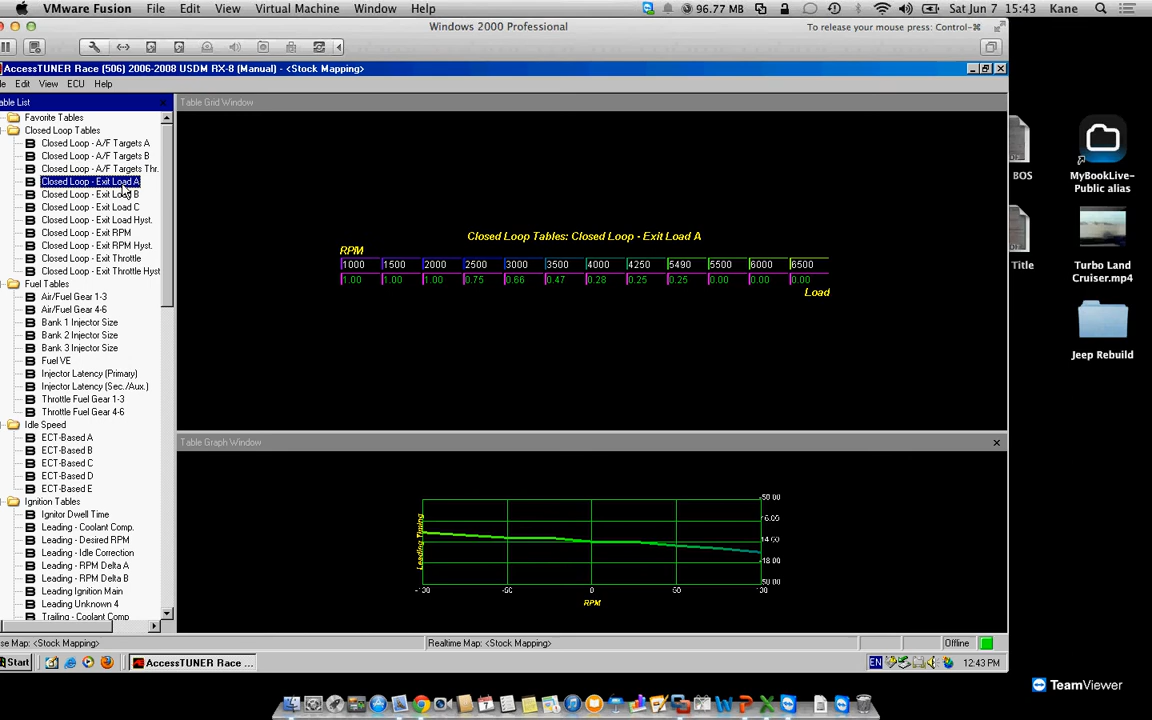 VMware Fusion File Edit View Virtual Machine Window Help 96.77 MB Sat Jun 7 15:43 Kane
Windows 2000 Professional To release your mouse press: Control-⌘
AccessTUNER Race (506) 2006-2008 USDM RX-8 (Manual) - <Stock Mapping>
le Edit View ECU Help
able List
Favorite Tables
Closed Loop Tables
Closed Loop - A/F Targets A
Closed Loop - A/F Targets B
Closed Loop - A/F Targets Thr.
Closed Loop - Exit Load A
Closed Loop - Exit Load B
Closed Loop - Exit Load C
Closed Loop - Exit Load Hyst.
Closed Loop - Exit RPM
Closed Loop - Exit RPM Hyst.
Closed Loop - Exit Throttle
Closed Loop - Exit Throttle Hyst
Fuel Tables
Air/Fuel Gear 1-3
Air/Fuel Gear 4-6
Bank 1 Injector Size
Bank 2 Injector Size
Bank 3 Injector Size
Fuel VE
Injector Latency (Primary)
Injector Latency (Sec./Aux.)
Throttle Fuel Gear 1-3
Throttle Fuel Gear 4-6
Idle Speed
ECT-Based A
ECT-Based B
ECT-Based C
ECT-Based D
ECT-Based E
Ignition Tables
Ignitor Dwell Time
Leading - Coolant Comp.
Leading - Desired RPM
Leading - Idle Correction
Leading - RPM Delta A
Leading - RPM Delta B
Leading Ignition Main
Leading Unknown 4
Trailing - Coolant Comp
Table Grid Window
Closed Loop Tables: Closed Loop - Exit Load A
RPM
1000 1500 2000 2500 3000 3500 4000 4250 5490 5500 6000 6500
1.00 1.00 1.00 0.75 0.66 0.47 0.28 0.25 0.25 0.00 0.00 0.00
Load
Table Graph Window
Leading Timing
RPM
se Map: <Stock Mapping> Realtime Map: <Stock Mapping> Offline
Start AccessTUNER Race ... EN 12:43 PM
BOS
MyBookLive-
Public alias
Title
Turbo Land
Cruiser.mp4
Jeep Rebuild
TeamViewer